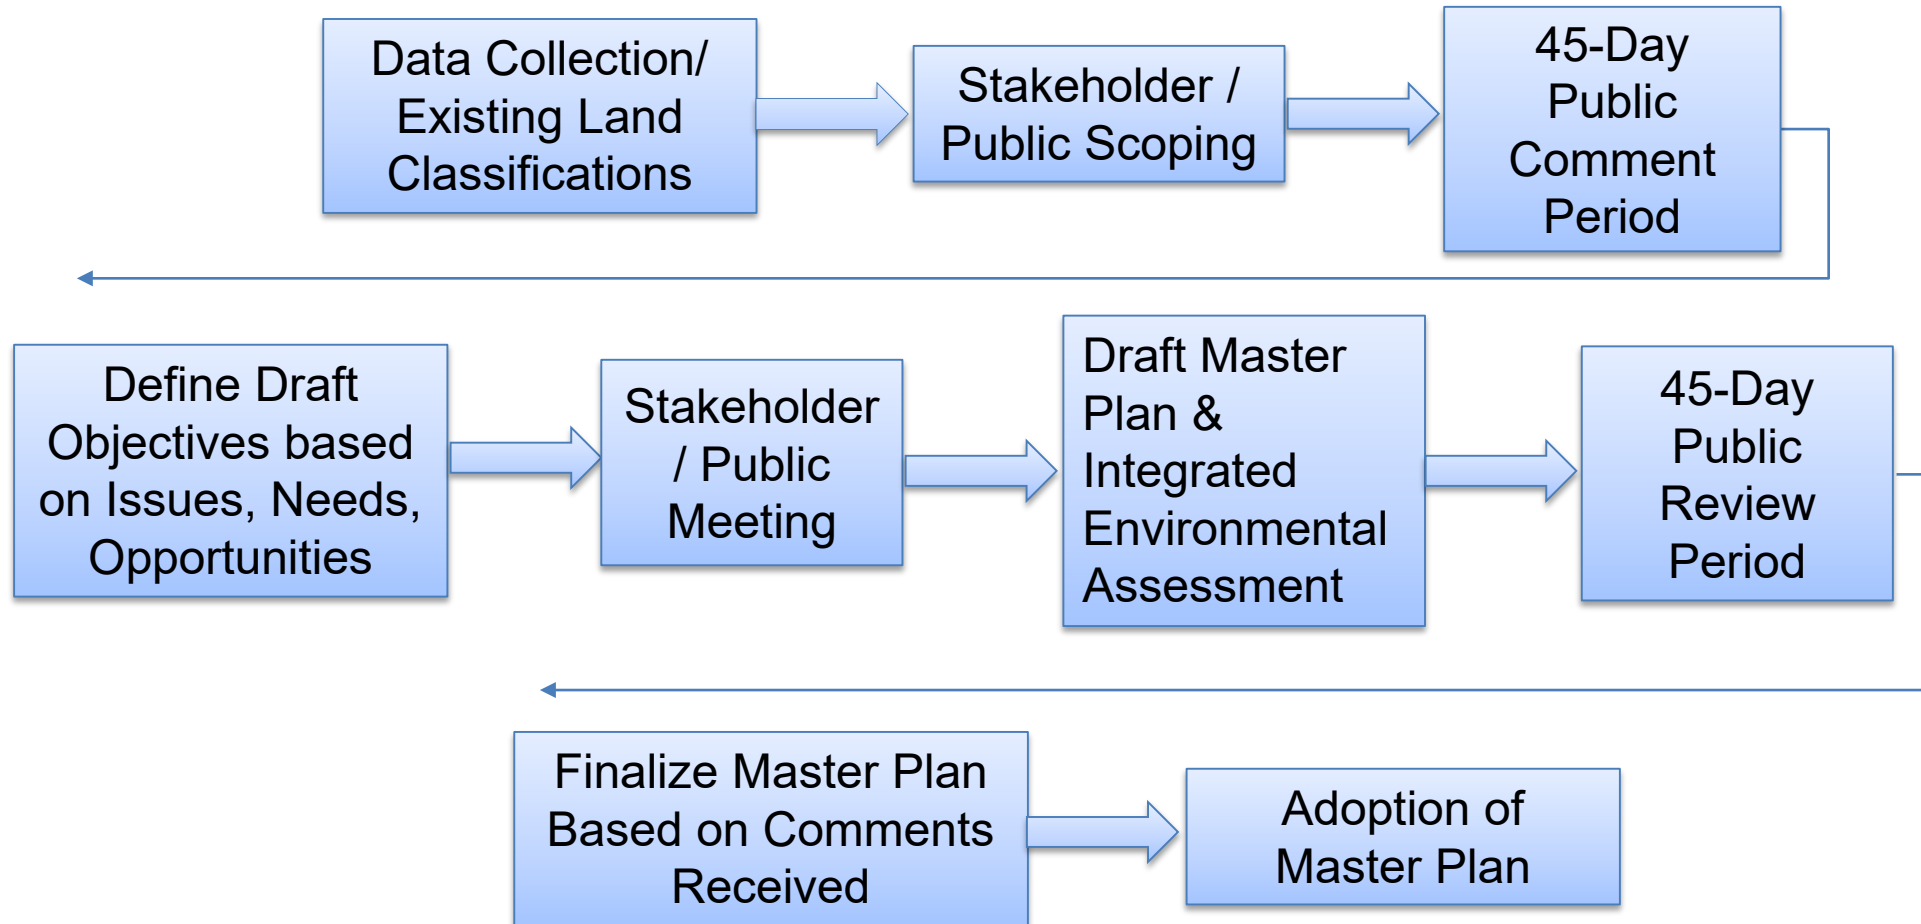 Data Collection/
Existing Land
Classifications
Stakeholder /
Public Scoping
45-Day
Public
Comment
Period
Define Draft
Objectives based
on Issues, Needs,
Opportunities
Stakeholder
/ Public
Meeting
Draft Master
Plan &
Integrated
Environmental
Assessment
45-Day
Public
Review
Period
Finalize Master Plan
Based on Comments
Received
Adoption of
Master Plan